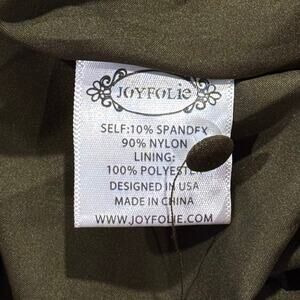 JOYFOLie
SELF:10% SPANDEX
90% NYLON
LINING:
100% POLYESTER
DESIGNED IN USA
MADE IN CHINA
WWW.JOYFOLIE.COM